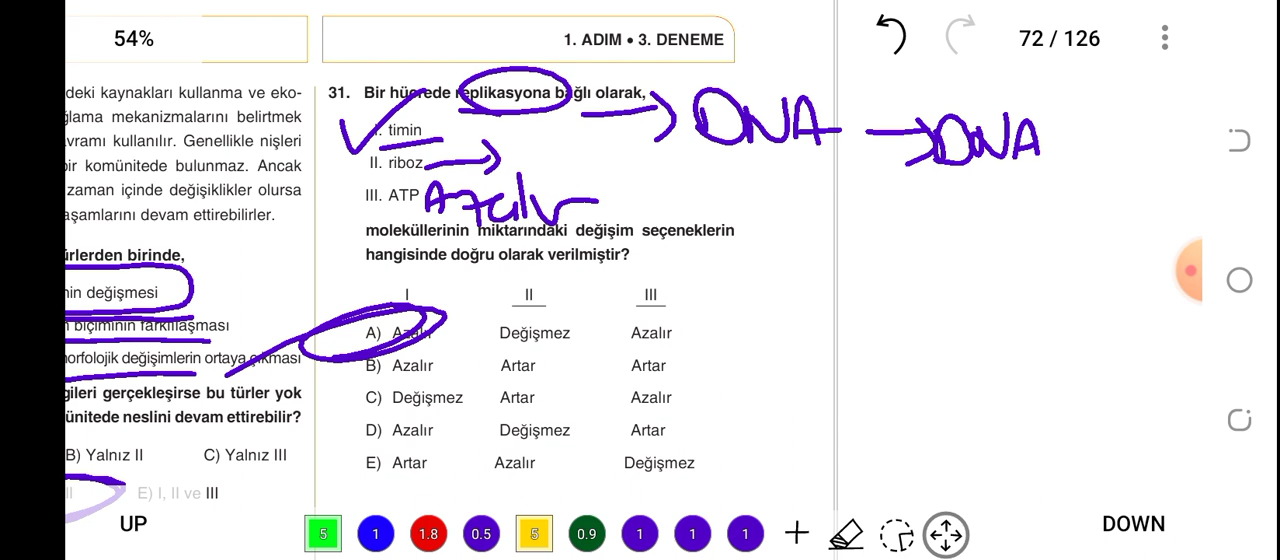 54%
1. ADIM • 3. DENEME
72 / 126
deki kaynakları kullanma ve eko-
ğlama mekanizmalarını belirtmek
vramı kullanılır. Genellikle nişleri
bir komünitede bulunmaz. Ancak
zaman içinde değişiklikler olursa
aşamlarını devam ettirebilirler.
ürlerden birinde,
nin değişmesi
n biçiminin farklılaşması
morfolojik değişimlerin ortaya çıkması
gileri gerçekleşirse bu türler yok
ünitede neslini devam ettirebilir?
B) Yalnız II C) Yalnız III
II E) I, II ve III
31. Bir hücrede replikasyona bağlı olarak,
DNA → DNA
I. timin
II. riboz
III. ATP Azalır
moleküllerinin miktarındaki değişim seçeneklerin
hangisinde doğru olarak verilmiştir?
I II III
A) Azalır Değişmez Azalır
B) Azalır Artar Artar
C) Değişmez Artar Azalır
D) Azalır Değişmez Artar
E) Artar Azalır Değişmez
UP 5 1 1.8 0.5 5 0.9 1 1 1 DOWN